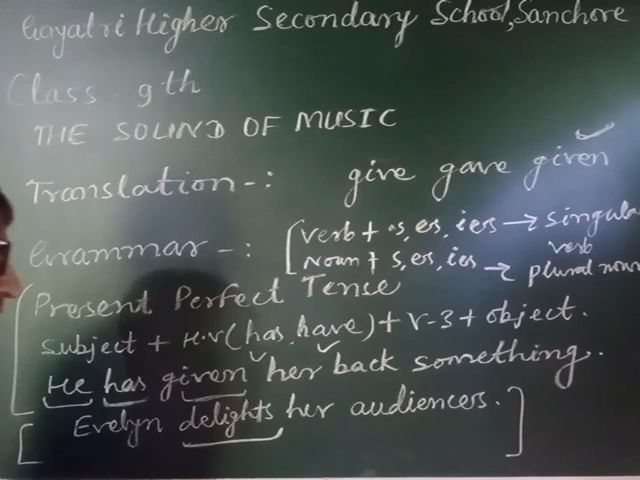 Gayatri Higher Secondary School, Sanchore
Class 9th
THE SOUND OF MUSIC
Translation -: give gave given
Grammar -: [ verb + s, es, ies → singular verb
Noun + s, es, ies → plural noun
Present Perfect Tense
Subject + H.V (has, have) + V-3 + object.
He has given her back something.
[ Evelyn delights her audiences. ]